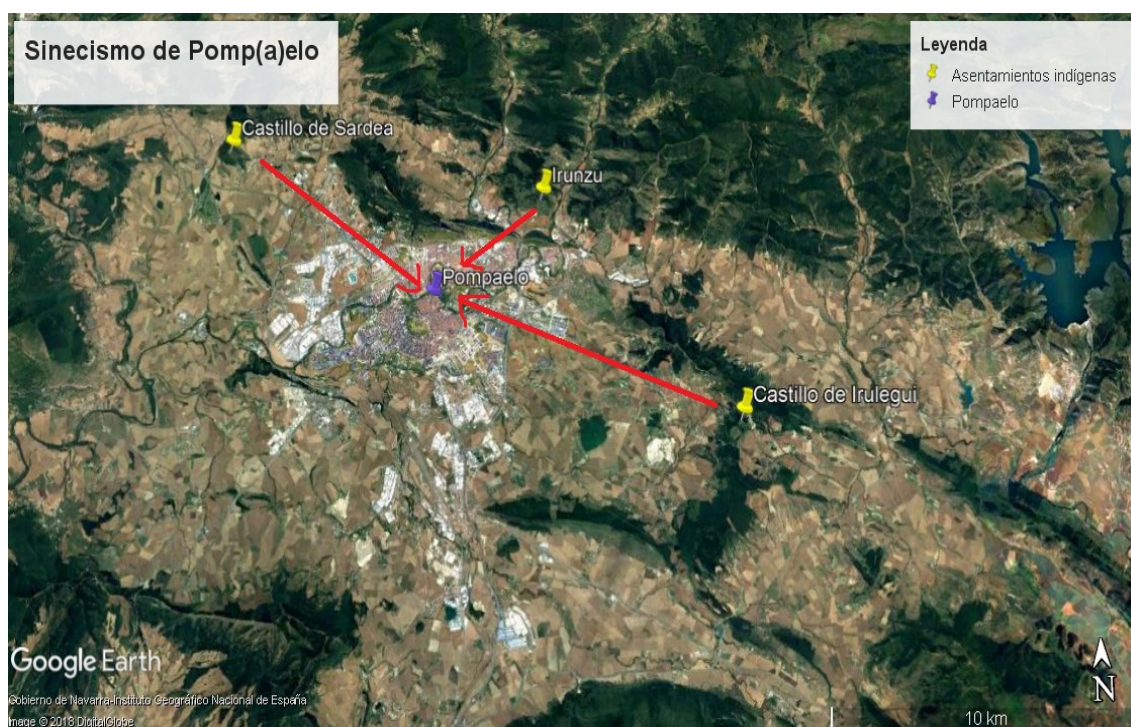 Sinecismo de Pomp(a)elo
Leyenda
Asentamientos indígenas
Pompaelo
Castillo de Sardea
Irunzu
Pompaelo
Castillo de Irulegui
Google Earth
Gobierno de Navarra-Instituto Geográfico Nacional de España
Image © 2018 DigitalGlobe
N
10 km